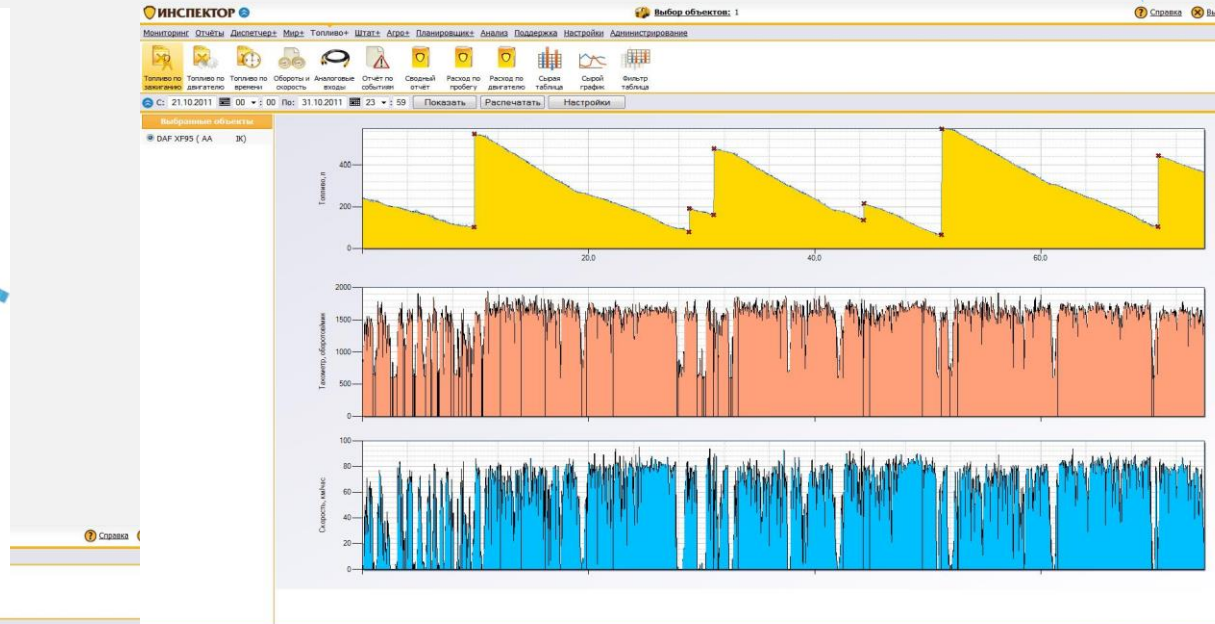 ИНСПЕКТОР
Выбор объектов: 1
Справка
Мониторинг Отчёты Диспетчер+ Мир+ Топливо+ Штат+ Агро+ Планировщик+ Анализ Поддержка Настройки Администрирование
Топливо по зажиганию
Топливо по двигателю
Топливо по времени
Обороты и скорость
Аналоговые входы
Отчёт по событиям
Сводный отчёт
Расход по пробегу
Расход по двигателю
Сырая таблица
Сырой график
Фильтр таблица
С: 21.10.2011 00 : 00 По: 31.10.2011 23 : 59 Показать Распечатать Настройки
Выбранные объекты
DAF XF95 ( AA IK)
Топливо, л
400
200
0
20.0 40.0 60.0
Тахометр, оборотов/мин
2000
1500
1000
500
0
Скорость, км/час
100
80
60
40
20
0
Справка